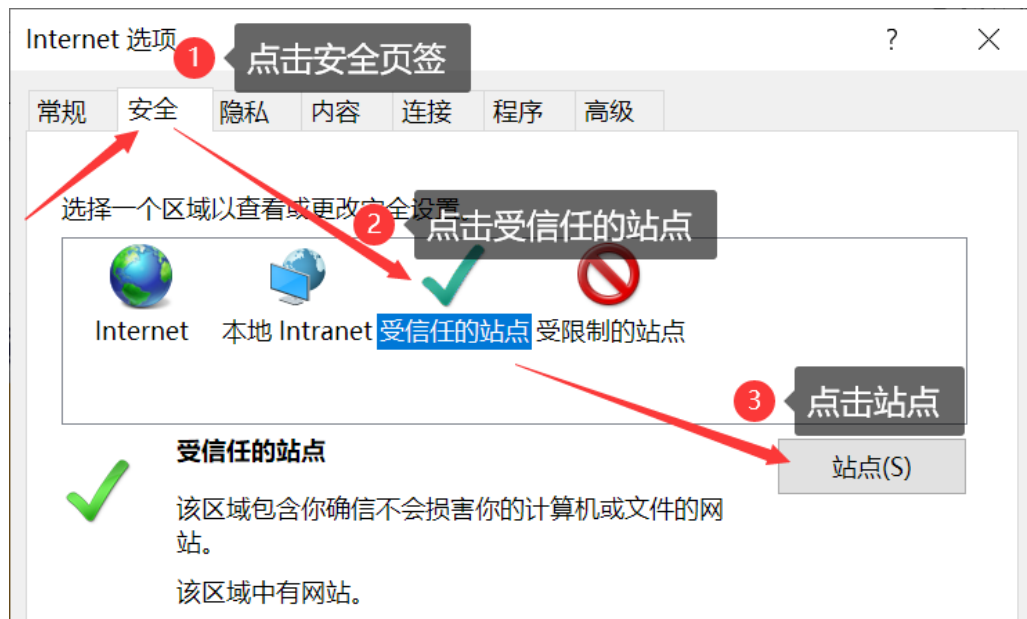 Internet 选项
1 点击安全页签
常规 安全 隐私 内容 连接 程序 高级
选择一个区域以查看或更改安全设置。
2 点击受信任的站点
Internet 本地 Intranet 受信任的站点 受限制的站点
3 点击站点
受信任的站点
站点(S)
该区域包含你确信不会损害你的计算机或文件的网
站。
该区域中有网站。